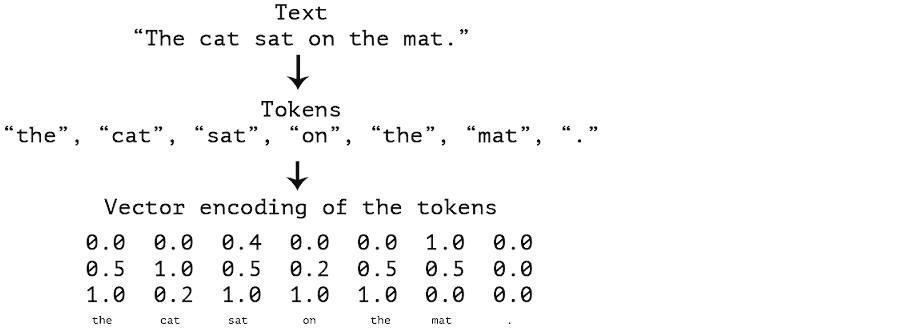 Text
“The cat sat on the mat.”
Tokens
“the”, “cat”, “sat”, “on”, “the”, “mat”, “.”
Vector encoding of the tokens
0.0 0.0 0.4 0.0 0.0 1.0 0.0
0.5 1.0 0.5 0.2 0.5 0.5 0.0
1.0 0.2 1.0 1.0 1.0 0.0 0.0
the cat sat on the mat .